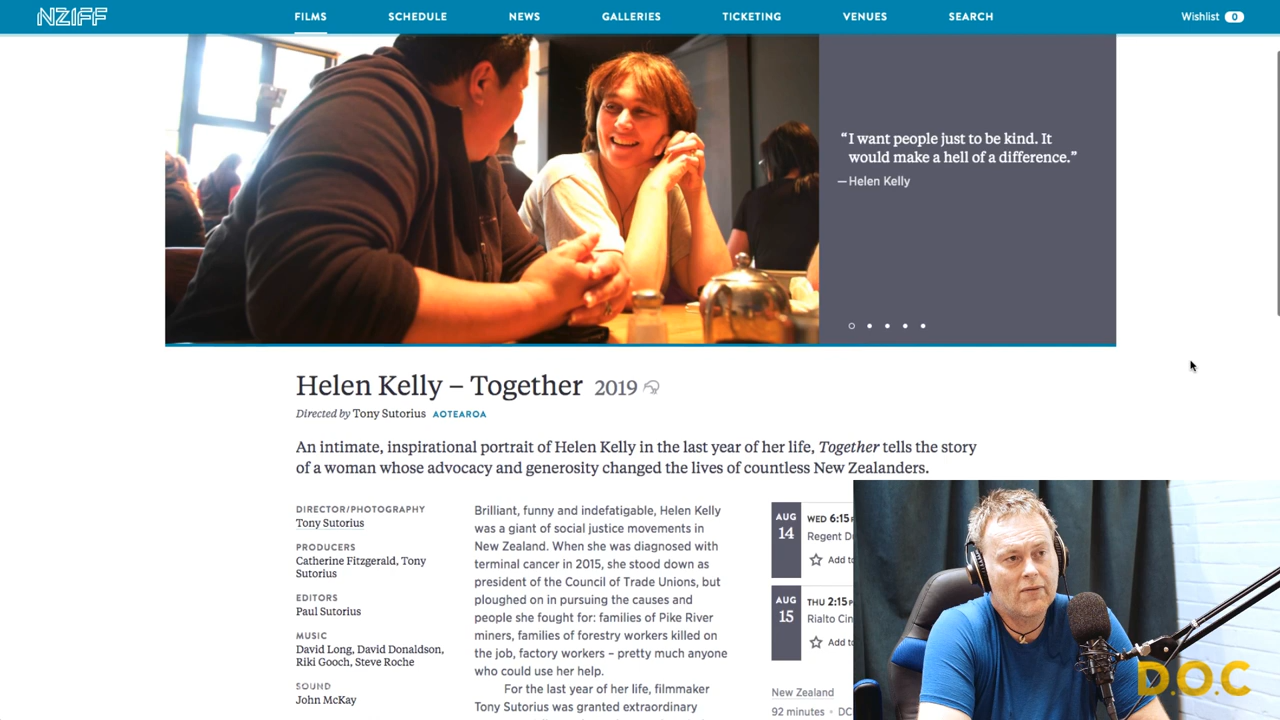 NZIFF
FILMS
SCHEDULE
NEWS
GALLERIES
TICKETING
VENUES
SEARCH
Wishlist 0
“I want people just to be kind. It
would make a hell of a difference.”
—Helen Kelly
Helen Kelly – Together 2019
Directed by Tony Sutorius AOTEAROA
An intimate, inspirational portrait of Helen Kelly in the last year of her life, Together tells the story
of a woman whose advocacy and generosity changed the lives of countless New Zealanders.
DIRECTOR/PHOTOGRAPHY
Tony Sutorius
PRODUCERS
Catherine Fitzgerald, Tony
Sutorius
EDITORS
Paul Sutorius
MUSIC
David Long, David Donaldson,
Riki Gooch, Steve Roche
SOUND
John McKay
Brilliant, funny and indefatigable, Helen Kelly
was a giant of social justice movements in
New Zealand. When she was diagnosed with
terminal cancer in 2015, she stood down as
president of the Council of Trade Unions, but
ploughed on in pursuing the causes and
people she fought for: families of Pike River
miners, families of forestry workers killed on
the job, factory workers – pretty much anyone
who could use her help.
For the last year of her life, filmmaker
Tony Sutorius was granted extraordinary
AUG
14
WED 6:15
Regent D
Add to
AUG
15
THU 2:15
Rialto Cin
Add to
New Zealand
92 minutes • DC
D.O.C